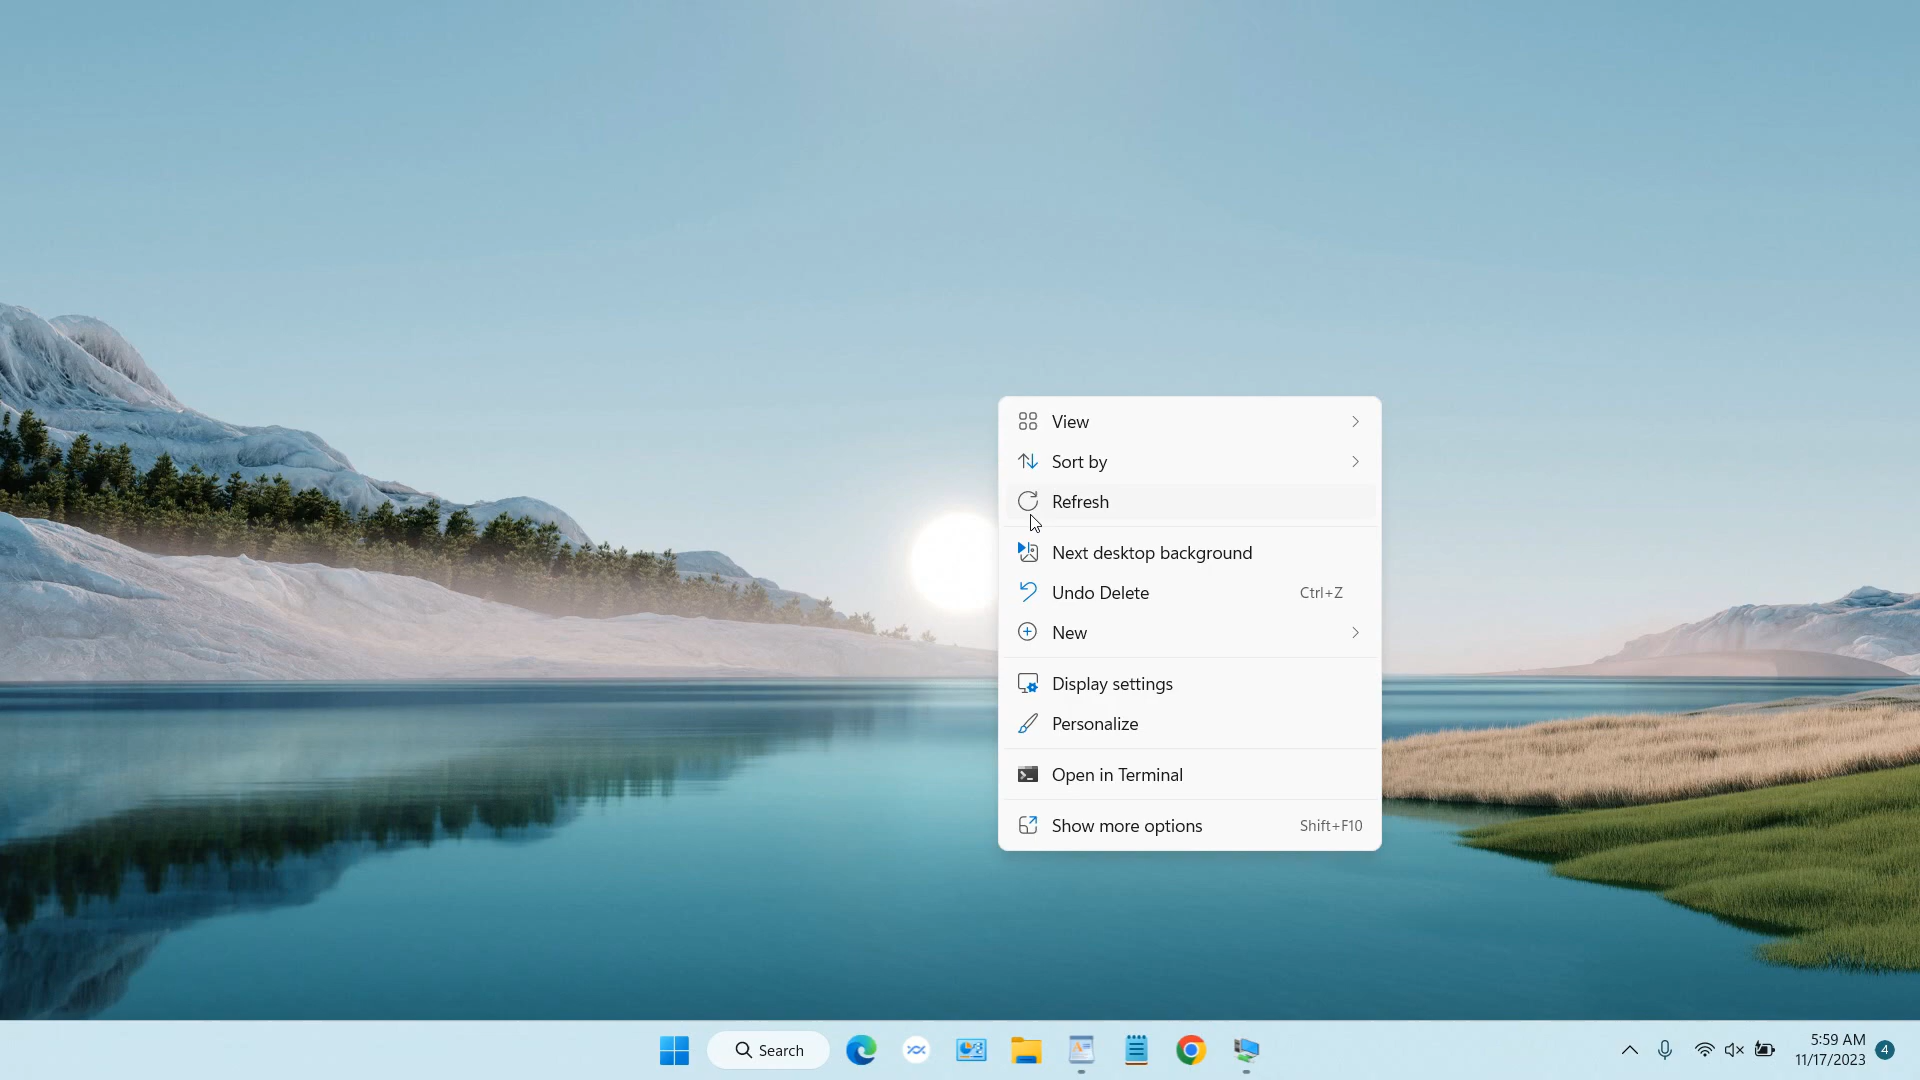 View
Sort by
Refresh
Next desktop background
Undo Delete Ctrl+Z
New
Display settings
Personalize
Open in Terminal
Show more options Shift+F10
Search
5:59 AM
11/17/2023
4